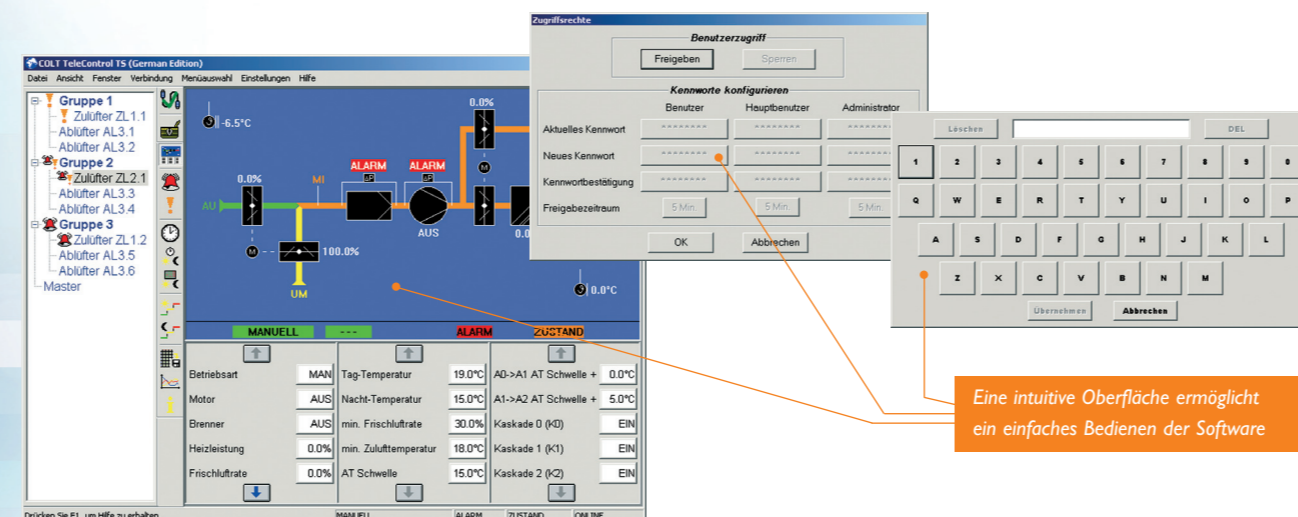 COLT TeleControl TS (German Edition)
Datei Ansicht Fenster Verbindung Menüauswahl Einstellungen Hilfe
Gruppe 1
Zulüfter ZL1.1
Ablüfter AL3.1
Ablüfter AL3.2
Gruppe 2
Zulüfter ZL2.1
Ablüfter AL3.3
Ablüfter AL3.4
Gruppe 3
Zulüfter ZL1.2
Ablüfter AL3.5
Ablüfter AL3.6
Master
-6.5°C
0.0%
0.0%
MI
ALARM
ALARM
AU
AUS
M
M
100.0%
UM
0.0°C
MANUELL --- ALARM ZUSTAND
Betriebsart MAN Tag-Temperatur 19.0°C A0->A1 AT Schwelle + 0.0°C
Motor AUS Nacht-Temperatur 15.0°C A1->A2 AT Schwelle + 5.0°C
Brenner AUS min. Frischluftrate 30.0% Kaskade 0 (K0) EIN
Heizleistung 0.0% min. Zulufttemperatur 18.0°C Kaskade 1 (K1) EIN
Frischluftrate 0.0% AT Schwelle 15.0°C Kaskade 2 (K2) EIN
Drücken Sie F1, um Hilfe zu erhalten. MANUELL ALARM ZUSTAND ONLINE
Zugriffsrechte
Benutzerzugriff
Freigeben Sperren
Kennworte konfigurieren
Benutzer Hauptbenutzer Administrator
Aktuelles Kennwort -------- -------- --------
Neues Kennwort -------- -------- --------
Kennwortbestätigung -------- -------- --------
Freigabezeitraum 5 Min. 5 Min. 5 Min.
OK Abbrechen
Löschen DEL
1 2 3 4 5 6 7 8 9 0
Q W E R T Y U I O P
A S D F G H J K L
Z X C V B N M
Übernehmen Abbrechen
Eine intuitive Oberfläche ermöglicht
ein einfaches Bedienen der Software